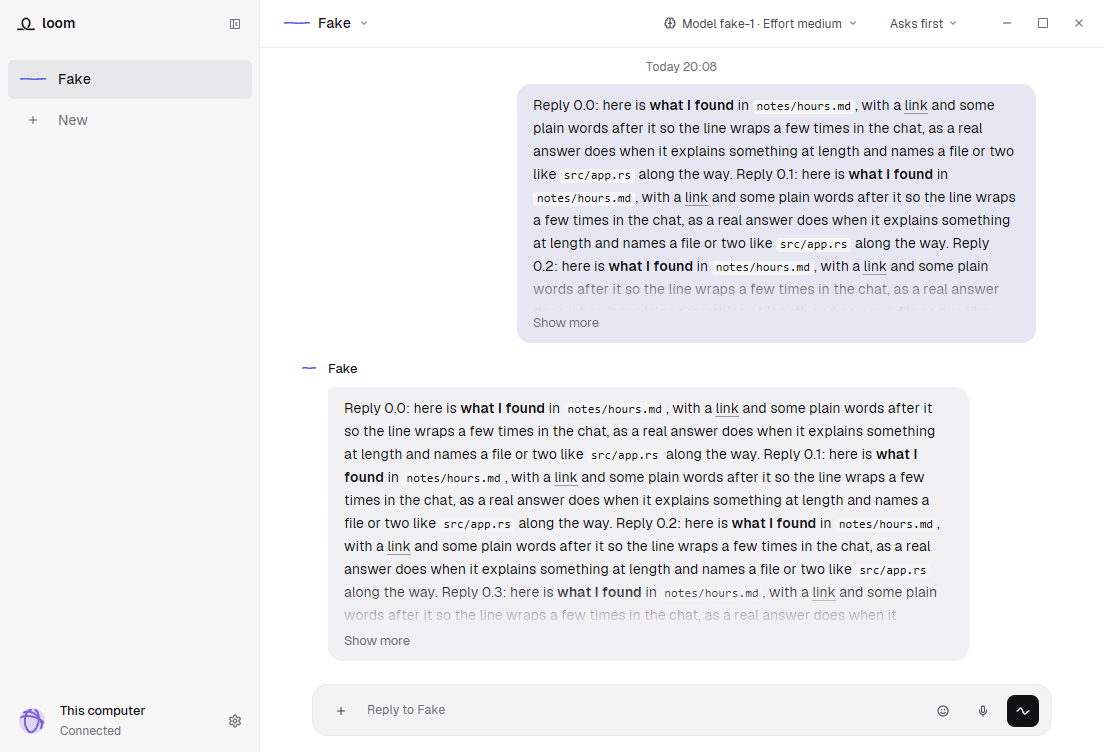 loom
Fake
Model fake-1 · Effort medium
Asks first
Fake
New
Today 20:08
Reply 0.0: here is what I found in notes/hours.md, with a link and some
plain words after it so the line wraps a few times in the chat, as a real
answer does when it explains something at length and names a file or two
like src/app.rs along the way. Reply 0.1: here is what I found in
notes/hours.md, with a link and some plain words after it so the line wraps
a few times in the chat, as a real answer does when it explains something
at length and names a file or two like src/app.rs along the way. Reply
0.2: here is what I found in notes/hours.md, with a link and some plain
words after it so the line wraps a few times in the chat, as a real answer
Show more
Fake
Reply 0.0: here is what I found in notes/hours.md, with a link and some plain words after it
so the line wraps a few times in the chat, as a real answer does when it explains something
at length and names a file or two like src/app.rs along the way. Reply 0.1: here is what I
found in notes/hours.md, with a link and some plain words after it so the line wraps a few
times in the chat, as a real answer does when it explains something at length and names a
file or two like src/app.rs along the way. Reply 0.2: here is what I found in notes/hours.md,
with a link and some plain words after it so the line wraps a few times in the chat, as a real
answer does when it explains something at length and names a file or two like src/app.rs
along the way. Reply 0.3: here is what I found in notes/hours.md, with a link and some plain
words after it so the line wraps a few times in the chat, as a real answer does when it
Show more
Reply to Fake
This computer
Connected